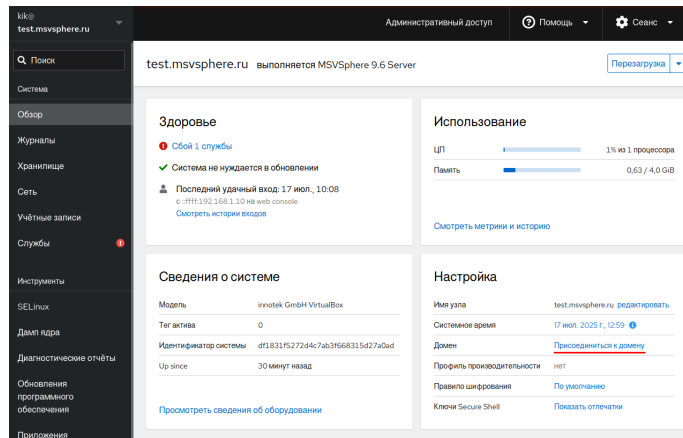 kik@
test.msvsphere.ru
Административный доступ
Помощь
Сеанс
Поиск
Система
Обзор
Журналы
Хранилище
Сеть
Учётные записи
Службы
Инструменты
SELinux
Дамп ядра
Диагностические отчёты
Обновления
программного
обеспечения
Приложения
test.msvsphere.ru выполняется MSVSphere 9.6 Server
Перезагрузка
Здоровье
Сбой 1 службы
Система не нуждается в обновлении
Последний удачный вход: 17 июл., 10:08
с ::ffff:192.168.1.10 на web console
Смотреть истории входов
Использование
ЦП 1% из 1 процессора
Память 0,63 / 4,0 GiB
Смотреть метрики и историю
Сведения о системе
Модель innotek GmbH VirtualBox
Тег актива 0
Идентификатор системы df1831f5272d4c7ab3f668315d27a0ad
Up since 30 минут назад
Просмотреть сведения об оборудовании
Настройка
Имя узла test.msvsphere.ru редактировать
Системное время 17 июл. 2025 г., 12:59
Домен Присоединиться к домену
Профиль производительности нет
Правило шифрования По умолчанию
Ключи Secure Shell Показать отпечатки